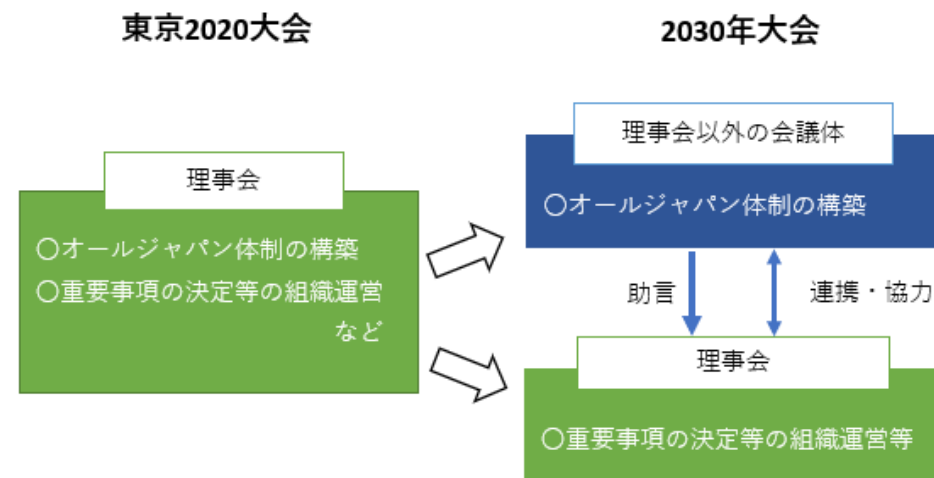 東京2020大会
2030年大会
理事会
〇オールジャパン体制の構築
〇重要事項の決定等の組織運営
など
理事会以外の会議体
〇オールジャパン体制の構築
助言
連携・協力
理事会
〇重要事項の決定等の組織運営等